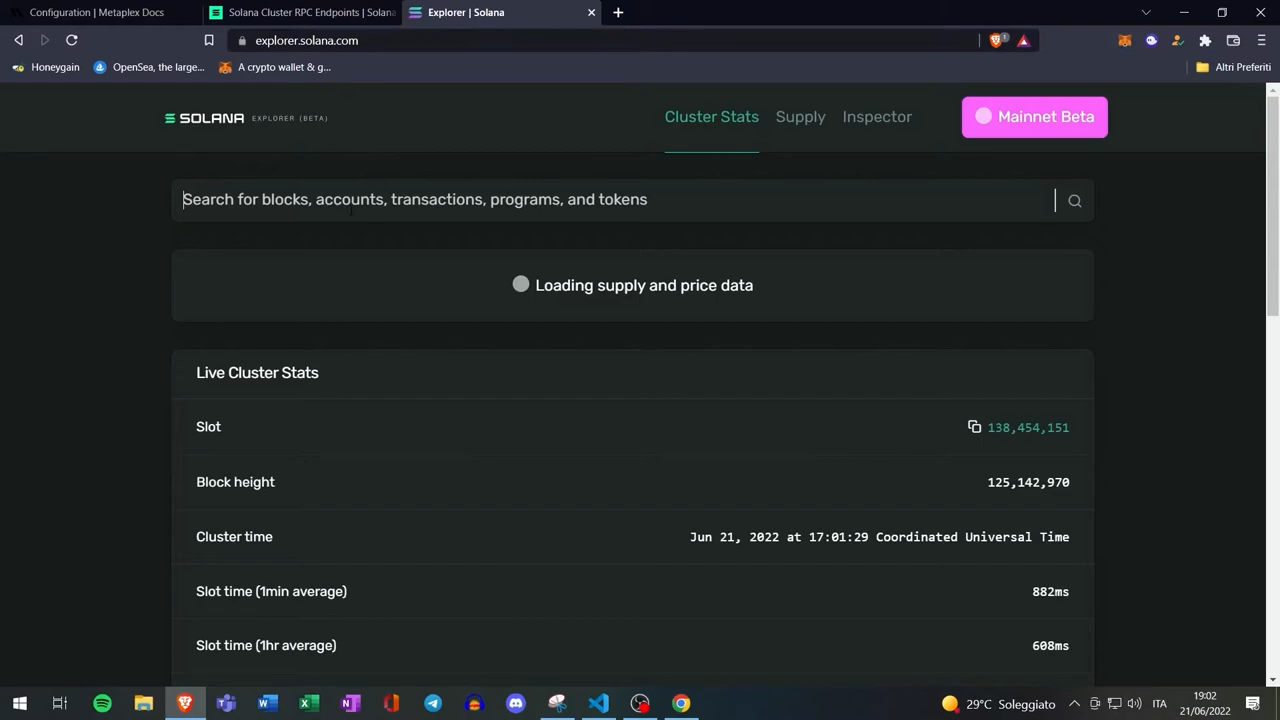 Configuration | Metaplex Docs
Solana Cluster RPC Endpoints | Solana
Explorer | Solana
explorer.solana.com
1
Honeygain
OpenSea, the large...
A crypto wallet & g...
Altri Preferiti
SOLANA
EXPLORER (BETA)
Cluster Stats
Supply
Inspector
Mainnet Beta
Search for blocks, accounts, transactions, programs, and tokens
Loading supply and price data
Live Cluster Stats
Slot
138,454,151
Block height
125,142,970
Cluster time
Jun 21, 2022 at 17:01:29 Coordinated Universal Time
Slot time (1min average)
882ms
Slot time (1hr average)
608ms
29°C Soleggiato
ITA
19:02
21/06/2022